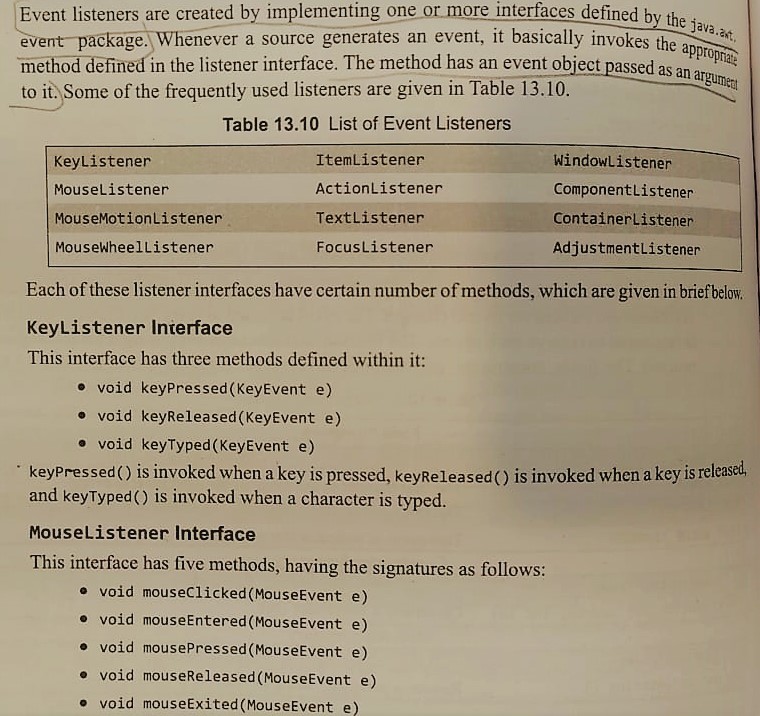 Event listeners are created by implementing one or more interfaces defined by the java.awt.
event package. Whenever a source generates an event, it basically invokes the appropriate
method defined in the listener interface. The method has an event object passed as an argument
to it. Some of the frequently used listeners are given in Table 13.10.
Table 13.10 List of Event Listeners
KeyListener ItemListener WindowListener
MouseListener ActionListener ComponentListener
MouseMotionListener TextListener ContainerListener
MouseWheelListener FocusListener AdjustmentListener
Each of these listener interfaces have certain number of methods, which are given in brief below.
KeyListener Interface
This interface has three methods defined within it:
• void keyPressed(KeyEvent e)
• void keyReleased(KeyEvent e)
• void keyTyped(KeyEvent e)
keyPressed() is invoked when a key is pressed, keyReleased() is invoked when a key is released,
and keyTyped() is invoked when a character is typed.
MouseListener Interface
This interface has five methods, having the signatures as follows:
• void mouseClicked(MouseEvent e)
• void mouseEntered(MouseEvent e)
• void mousePressed(MouseEvent e)
• void mouseReleased(MouseEvent e)
• void mouseExited(MouseEvent e)